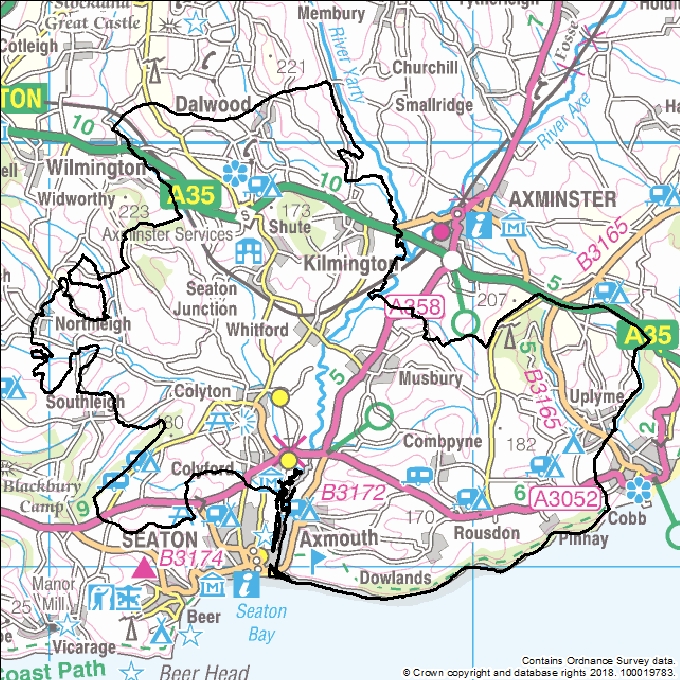 Stockland
Great Castle
Membury
Cotleigh
221
River Yarty
Churchill
Smallridge
7
Fosse
TON
10
Dalwood
River Axe
Wilmington
A35
10
Widworthy
223
173
AXMINSTER
Shute
Axminster Services
Kilmington
B3165
5
Seaton
Junction
A358
207
Northleigh
Whitford
A35
5
B3165
Musbury
Colyton
Southleigh
Uplyme
180
Combpyne
182
2
Colyford
Blackbury
Camp
9
B3172
6
A3052
SEATON
Axmouth
170
Rousdon
Cobb
Pinhay
B3174
Dowlands
Manor
Mill
25
Seaton
Bay
Beer
Vicarage
oast Path
Beer Head
Contains Ordnance Survey data.
© Crown copyright and database rights 2018. 100019783.